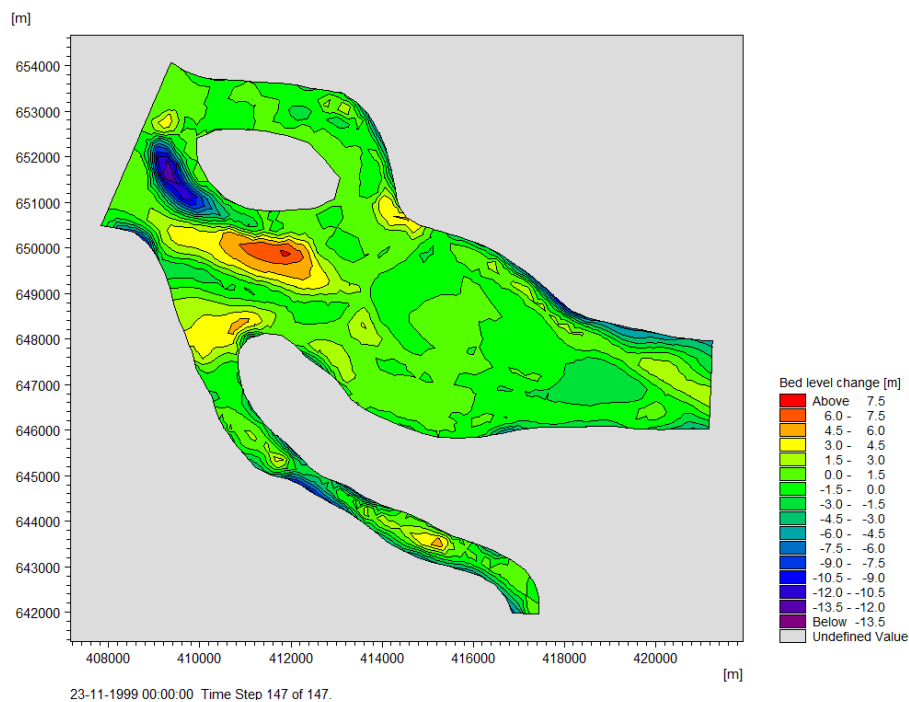 [m]
654000
653000
652000
651000
650000
649000
648000
647000
646000
645000
644000
643000
642000
408000 410000 412000 414000 416000 418000 420000
[m]
23-11-1999 00:00:00 Time Step 147 of 147.
Bed level change [m]
Above 7.5
6.0 - 7.5
4.5 - 6.0
3.0 - 4.5
1.5 - 3.0
0.0 - 1.5
-1.5 - 0.0
-3.0 - -1.5
-4.5 - -3.0
-6.0 - -4.5
-7.5 - -6.0
-9.0 - -7.5
-10.5 - -9.0
-12.0 - -10.5
-13.5 - -12.0
Below -13.5
Undefined Value